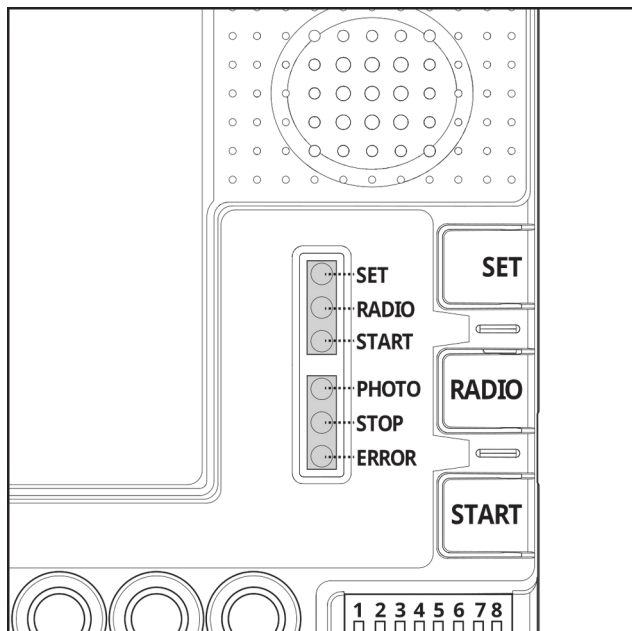 SET
RADIO
START
PHOTO
STOP
ERROR
SET
RADIO
START
1 2 3 4 5 6 7 8